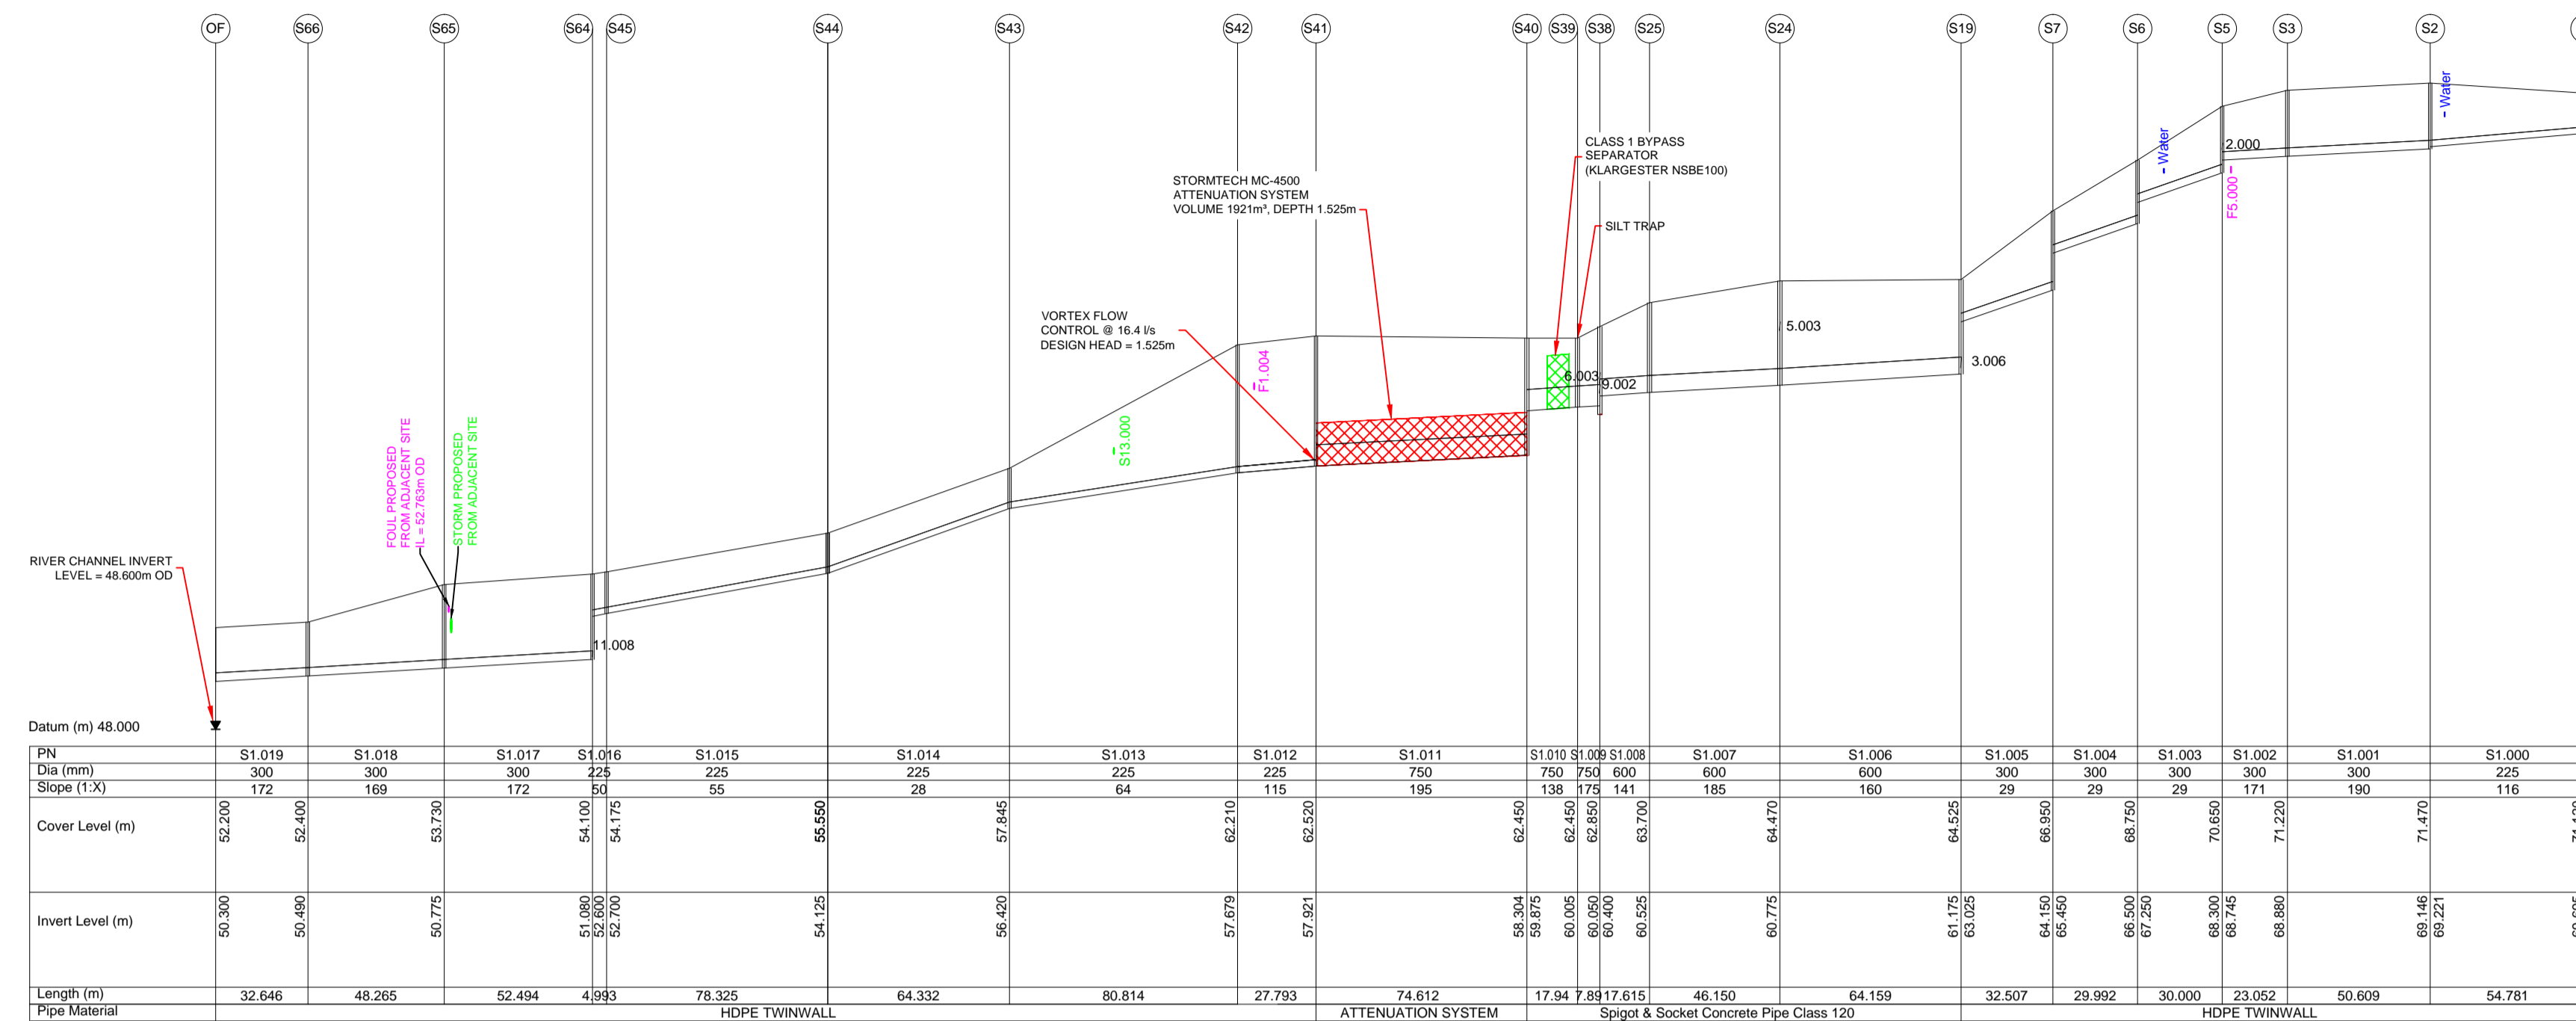 OF S66 S65 S64 S45 S44 S43 S42 S41 S40 S39 S38 S25 S24 S19 S7 S6 S5 S3 S2
Water
Water
CLASS 1 BYPASS
SEPARATOR
(KLARGESTER NSBE100)
2.000
STORMTECH MC-4500
ATTENUATION SYSTEM
VOLUME 1921m³, DEPTH 1.525m
F5.000
SILT TRAP
VORTEX FLOW
CONTROL @ 16.4 l/s
DESIGN HEAD = 1.525m
5.003
3.006
F1.004
6.003
9.002
S13.000
FOUL PROPOSED
FROM ADJACENT SITE
IL = 52.763m OD
STORM PROPOSED
FROM ADJACENT SITE
RIVER CHANNEL INVERT
LEVEL = 48.600m OD
11.008
Datum (m) 48.000
PN S1.019 S1.018 S1.017 S1.016 S1.015 S1.014 S1.013 S1.012 S1.011 S1.010 S1.009 S1.008 S1.007 S1.006 S1.005 S1.004 S1.003 S1.002 S1.001 S1.000
Dia (mm) 300 300 300 225 225 225 225 225 750 750 750 600 600 600 300 300 300 300 300 225
Slope (1:X) 172 169 172 50 55 28 64 115 195 138 175 141 185 160 29 29 29 171 190 116
Cover Level (m) 52.200 52.400 53.730 54.100 54.175 55.550 57.845 62.210 62.520 62.450 62.450 62.850 63.700 64.470 64.525 66.950 68.750 70.650 71.220 71.470
Invert Level (m) 50.300 50.490 50.775 51.080 52.600 52.700 54.125 56.420 57.679 57.921 58.304 59.875 60.005 60.050 60.400 60.525 60.775 61.175 63.025 64.150 65.450 66.500 67.250 68.300 68.745 68.880 69.146 69.221
Length (m) 32.646 48.265 52.494 4.993 78.325 64.332 80.814 27.793 74.612 17.94 7.89 17.615 46.150 64.159 32.507 29.992 30.000 23.052 50.609 54.781
Pipe Material HDPE TWINWALL ATTENUATION SYSTEM Spigot & Socket Concrete Pipe Class 120 HDPE TWINWALL